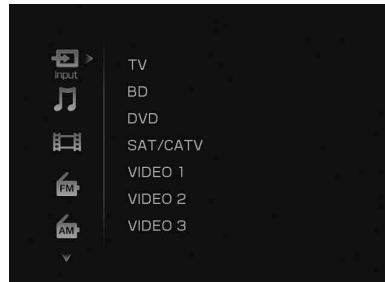 Input
TV
BD
DVD
SAT/CATV
VIDEO 1
VIDEO 2
VIDEO 3
FM
AM